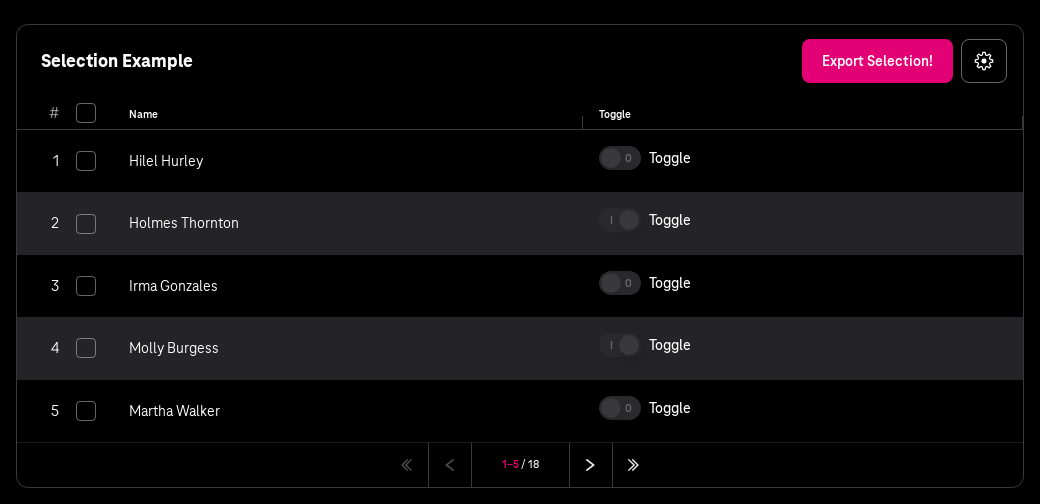 Selection Example
Export Selection!
# Name Toggle
1 Hilel Hurley 0 Toggle
2 Holmes Thornton I Toggle
3 Irma Gonzales 0 Toggle
4 Molly Burgess I Toggle
5 Martha Walker 0 Toggle
1–5 / 18